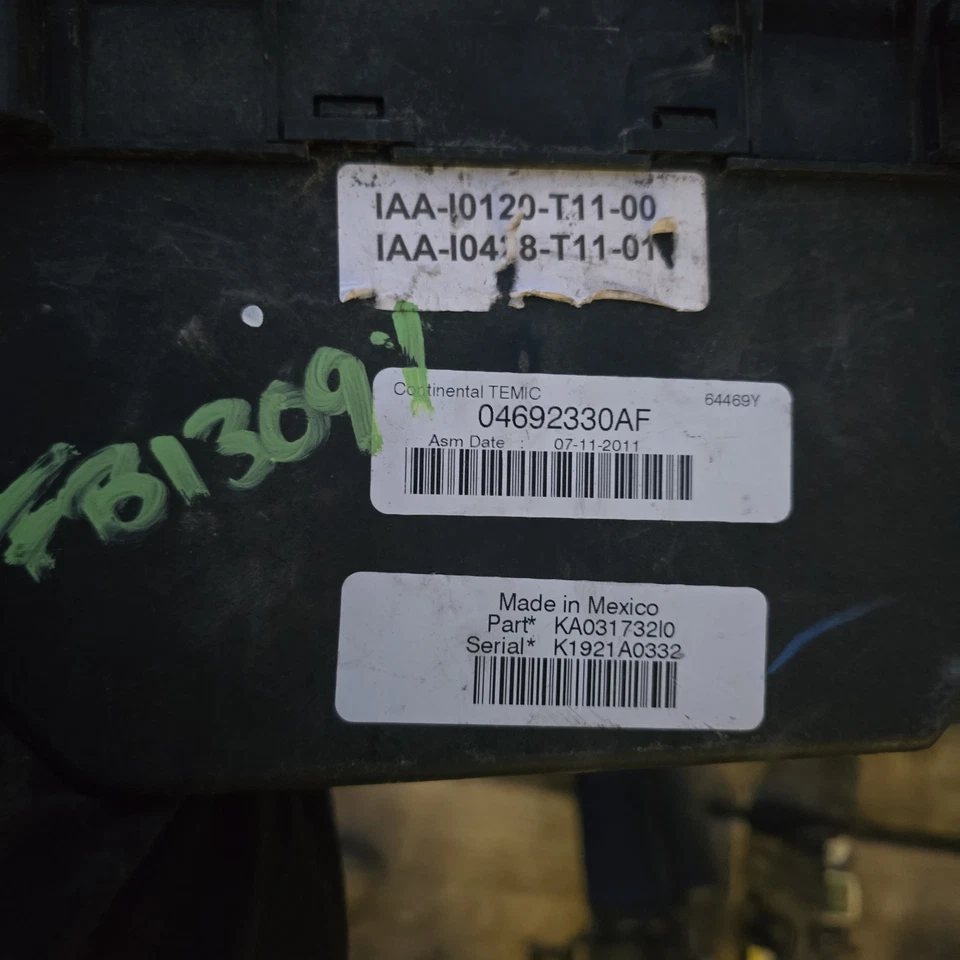 IAA-I0120-T11-00
Continental TEMIC
64469Y
04692330AF
Asm Date : 07-11-2011
Made in Mexico
Part* KA03173210
Serial* K1921A0332